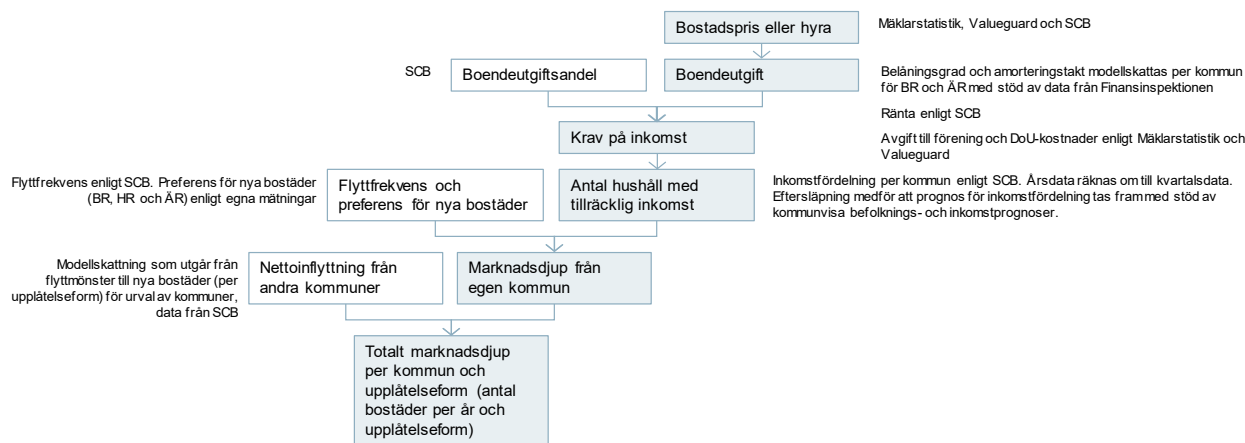 Bostadspris eller hyra
Mäklarstatistik, Valueguard och SCB
SCB
Boendeutgiftsandel
Boendeutgift
Belåningsgrad och amorteringstakt modellskattas per kommun
för BR och ÄR med stöd av data från Finansinspektionen
Ränta enligt SCB
Avgift till förening och DoU-kostnader enligt Mäklarstatistik och
Valueguard
Krav på inkomst
Flyttfrekvens enligt SCB. Preferens för nya bostäder
(BR, HR och ÄR) enligt egna mätningar
Flyttfrekvens och
preferens för nya bostäder
Antal hushåll med
tillräcklig inkomst
Inkomstfördelning per kommun enligt SCB. Årsdata räknas om till kvartalsdata.
Eftersläpning medför att prognos för inkomstfördelning tas fram med stöd av
kommunvisa befolknings- och inkomstprognoser.
Modellskattning som utgår från
flyttmönster till nya bostäder (per
upplåtelseform) för urval av kommuner,
data från SCB
Nettoinflyttning från
andra kommuner
Marknadsdjup från
egen kommun
Totalt marknadsdjup
per kommun och
upplåtelseform (antal
bostäder per år och
upplåtelseform)